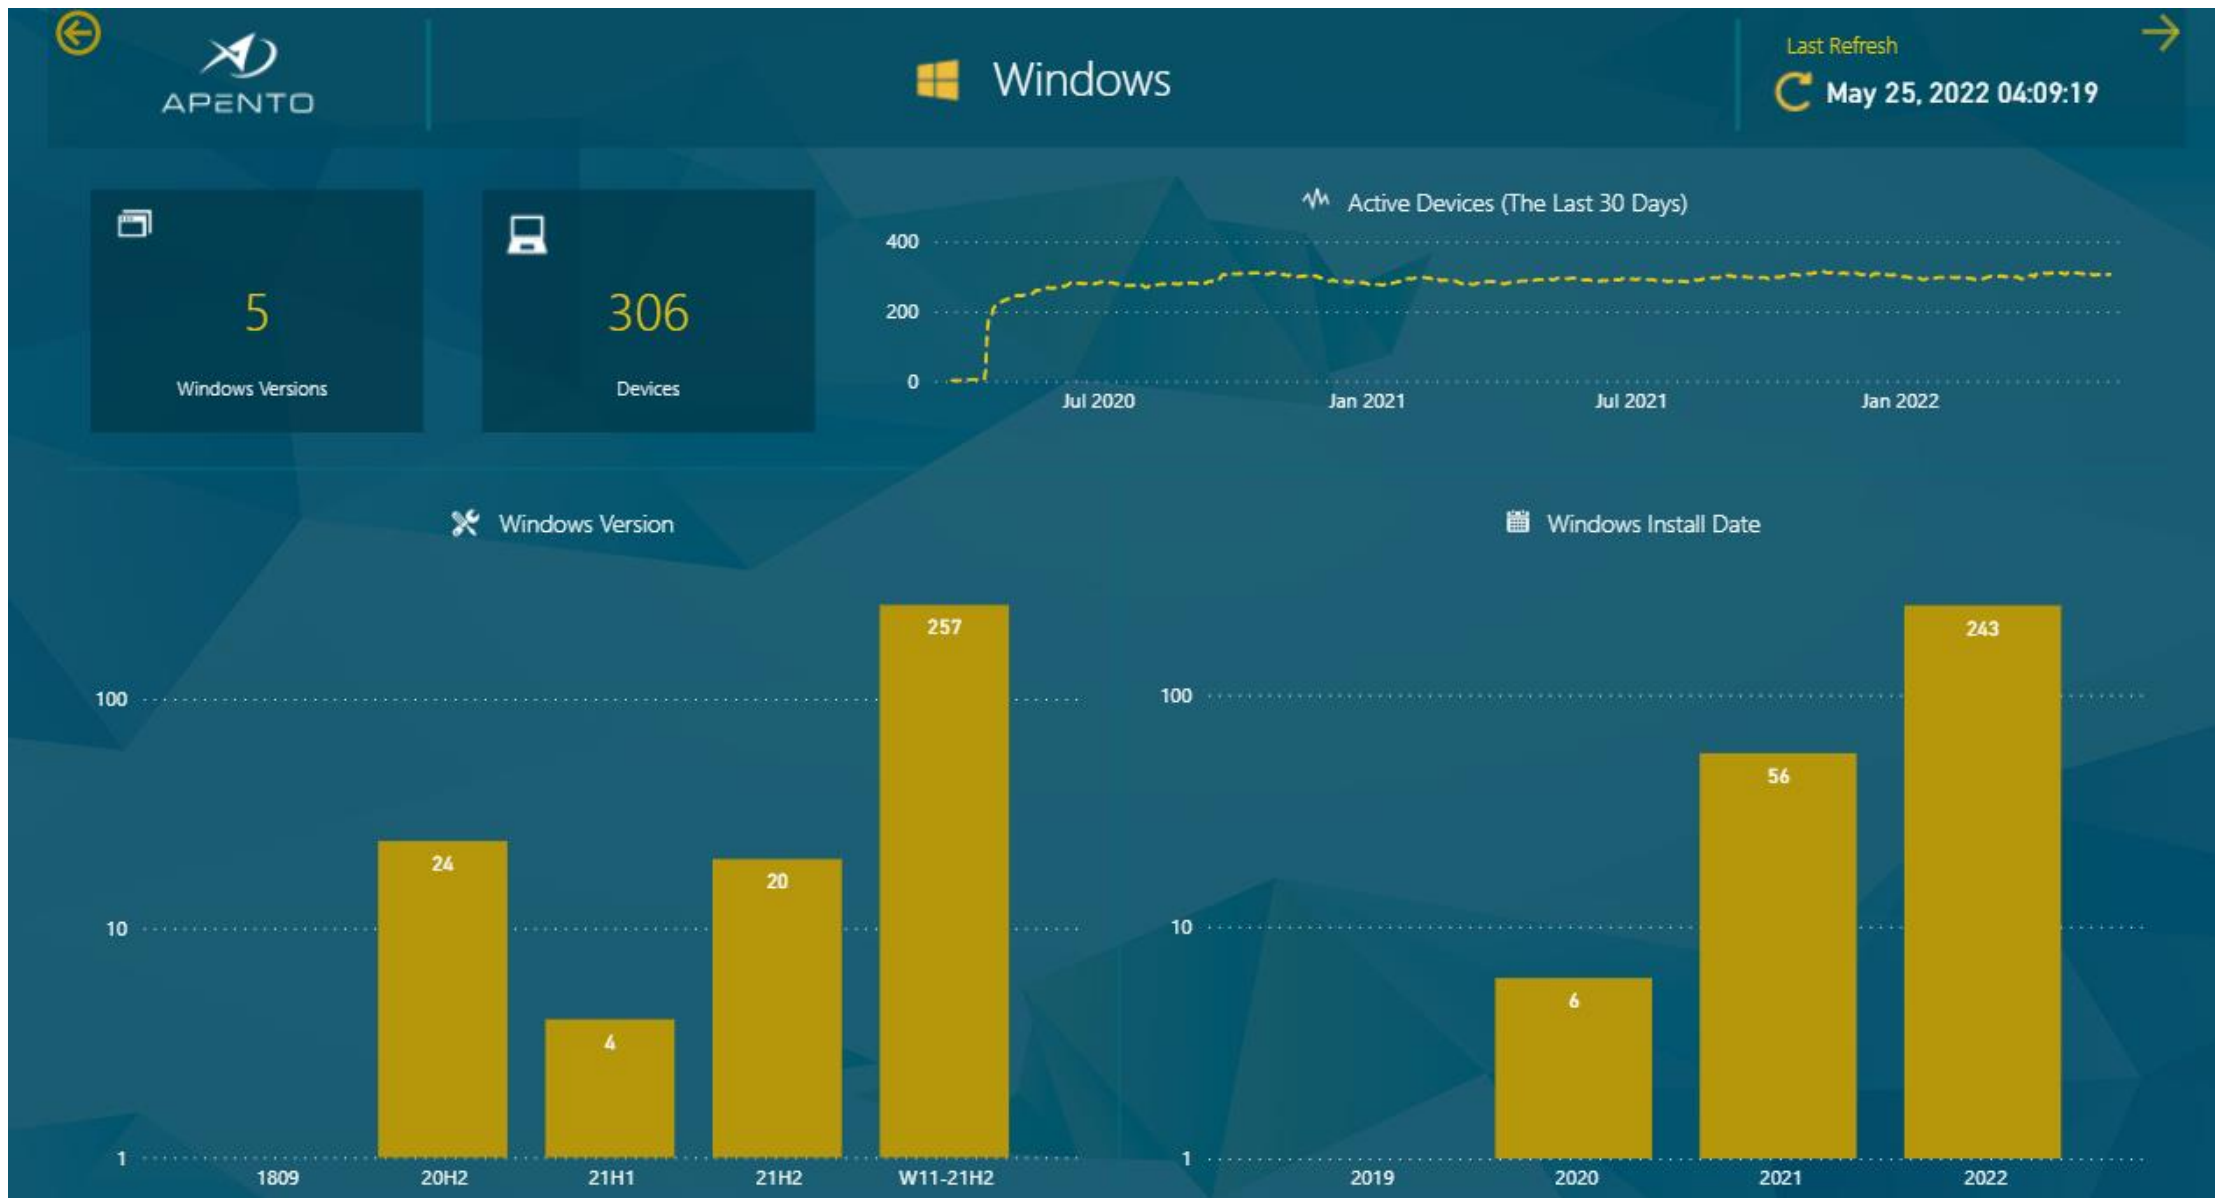 APENTO
Windows
Last Refresh
May 25, 2022 04:09:19
5
Windows Versions
306
Devices
Active Devices (The Last 30 Days)
400
200
0
Jul 2020
Jan 2021
Jul 2021
Jan 2022
Windows Version
100
10
1
24
4
20
257
1809
20H2
21H1
21H2
W11-21H2
Windows Install Date
100
10
1
6
56
243
2019
2020
2021
2022